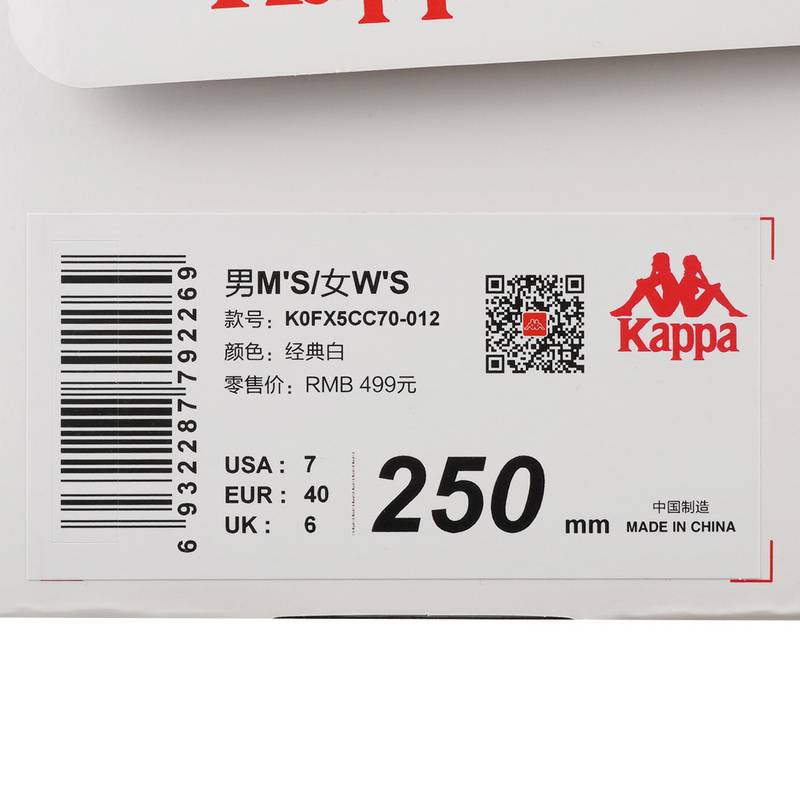 Kappa
男M'S/女W'S
款号: K0FX5CC70-012
颜色: 经典白
零售价: RMB 499元
USA: 7
EUR: 40
UK: 6
250 mm
Kappa
中国制造
MADE IN CHINA
6 932287 792269